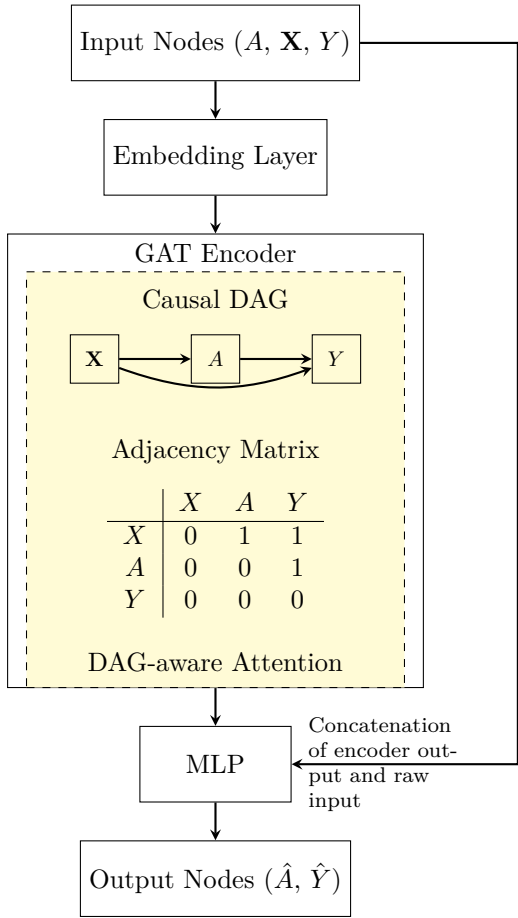 Input Nodes (A, X, Y)
Embedding Layer
GAT Encoder
Causal DAG
X A Y
Adjacency Matrix
X A Y
X 0 1 1
A 0 0 1
Y 0 0 0
DAG-aware Attention
Concatenation
of encoder out-
put and raw
input
MLP
Output Nodes (Â, Ŷ)